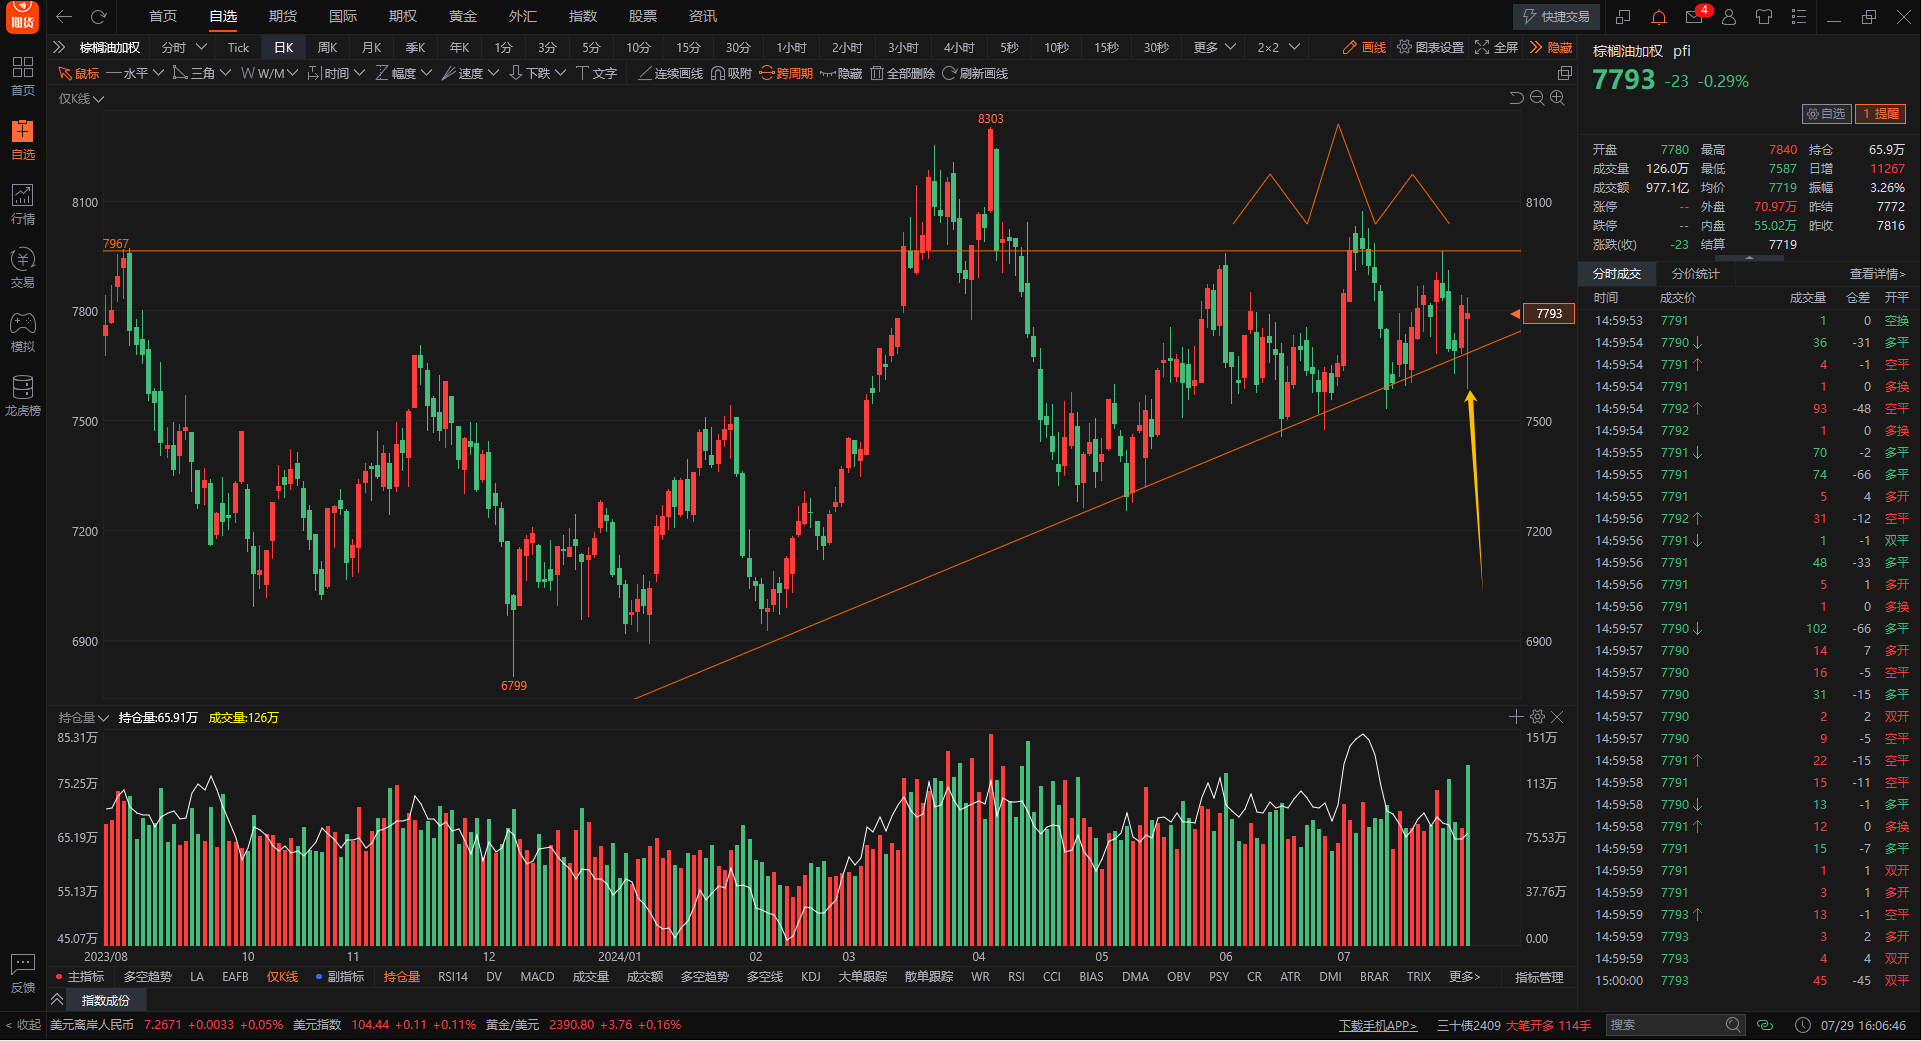 期货
首页 自选 期货 国际 期权 黄金 外汇 指数 股票 资讯 快捷交易 4
棕榈油加权 分时 Tick 日K 周K 月K 季K 年K 1分 3分 5分 10分 15分 30分 1小时 2小时 3小时 4小时 5秒 10秒 15秒 30秒 更多 2×2 画线 图表设置 全屏 隐藏
鼠标 水平 三角 W/M 时间 幅度 速度 下跌 文字 连续画线 吸附 跨周期 隐藏 全部删除 刷新画线
首页
自选
行情
交易
模拟
龙虎榜
反馈
仅K线
8303
8100 8100
7967
7800 7800
7793
7500 7500
7200 7200
6900 6900
6799
持仓量 持仓量:65.91万 成交量:126万
85.31万 151万
75.25万 113万
65.19万 75.53万
55.13万 37.76万
45.07万 0.00
2023/08 10 11 12 2024/01 02 03 04 05 06 07
主指标 多空趋势 LA EAFB 仅K线 副指标 持仓量 RSI14 DV MACD 成交量 成交额 多空趋势 多空线 KDJ 大单跟踪 散单跟踪 WR RSI CCI BIAS DMA OBV PSY CR ATR DMI BRAR TRIX 更多> 指标管理
指数成份
棕榈油加权 pfi
7793 -23 -0.29%
自选 1 提醒
开盘 7780 最高 7840 持仓 65.9万
成交量 126.0万 最低 7587 日增 11267
成交额 977.1亿 均价 7719 振幅 3.26%
涨停 -- 外盘 70.97万 昨结 7772
跌停 -- 内盘 55.02万 昨收 7816
涨跌(收) -23 结算 7719
分时成交 分价统计 查看详情>
时间 成交价 成交量 仓差 开平
14:59:53 7791 1 0 空换
14:59:54 7790↓ 36 -31 多平
14:59:54 7791↑ 4 -1 空平
14:59:54 7791 1 0 多换
14:59:54 7792↑ 93 -48 空平
14:59:54 7792 1 0 多换
14:59:55 7791↓ 70 -2 多平
14:59:55 7791 74 -66 多平
14:59:55 7791 5 4 多开
14:59:56 7792↑ 31 -12 空平
14:59:56 7791↓ 1 -1 双平
14:59:56 7791 48 -33 多平
14:59:56 7791 5 1 多开
14:59:56 7791 1 0 多换
14:59:57 7790↓ 102 -66 多平
14:59:57 7790 14 7 多开
14:59:57 7790 16 -5 空平
14:59:57 7790 31 -15 多平
14:59:57 7790 2 2 双开
14:59:57 7790 9 -5 空平
14:59:58 7791↑ 22 -15 空平
14:59:58 7791 15 -11 空平
14:59:58 7790↓ 13 -1 多平
14:59:58 7791↑ 12 0 多换
14:59:59 7791 15 -7 多平
14:59:59 7791 1 1 双开
14:59:59 7791 3 1 多开
14:59:59 7793↑ 13 -1 空平
14:59:59 7793 3 2 多开
14:59:59 7793 4 4 双开
15:00:00 7793 45 -45 双平
< 收起 美元离岸人民币 7.2671 +0.0033 +0.05% 美元指数 104.44 +0.11 +0.11% 黄金/美元 2390.80 +3.76 +0.16% 下载手机APP> 三十债2409 大笔开多 114手 搜索 07/29 16:06:46